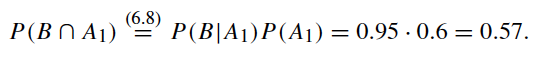 P(B ∩ A₁) (6.8)= P(B|A₁)P(A₁) = 0.95 · 0.6 = 0.57.